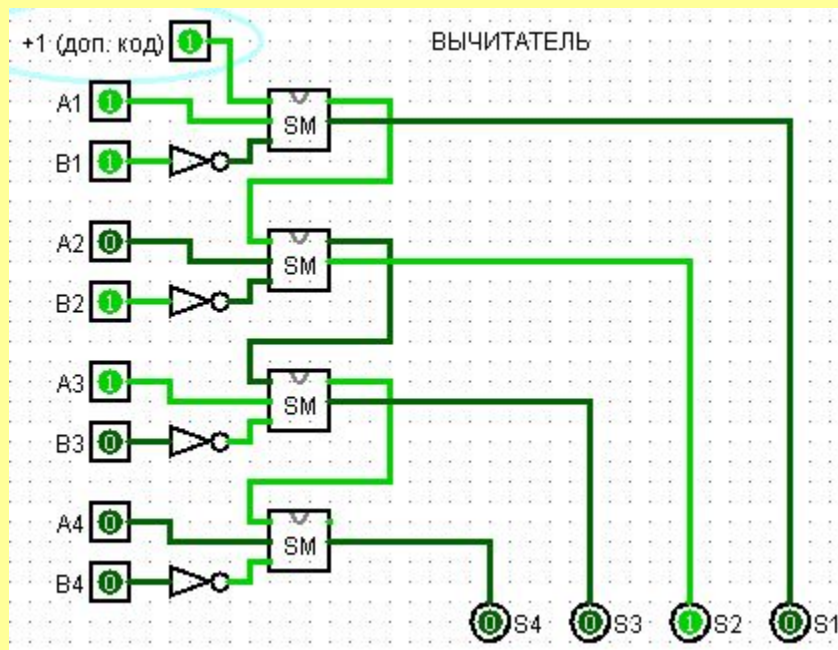 +1 (доп. код) 1 ВЫЧИТАТЕЛЬ
A1 1
SM
B1 1
A2 0
SM
B2 1
A3 1
SM
B3 0
A4 0
SM
B4 0
0 S4 0 S3 1 S2 0 S1